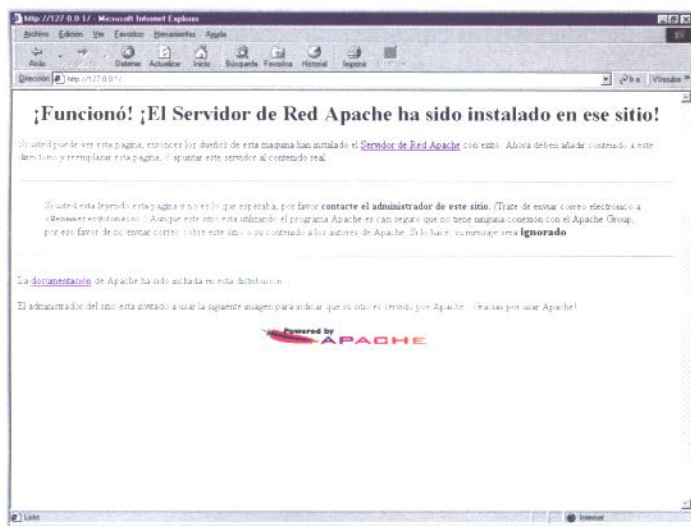 http://127.0.0.1/ - Microsoft Internet Explorer
Archivo Edición Ver Favoritos Herramientas Ayuda
Atrás Detener Actualizar Inicio Búsqueda Favoritos Historial Imprimir
Dirección http://127.0.0.1/ Ir a Vínculos »
¡Funcionó! ¡El Servidor de Red Apache ha sido instalado en ese sitio!
Si usted puede ver esta pagina, entonces los dueños de esta maquina han instalado el Servidor de Red Apache con exito. Ahora deben añadir contenido a este
directorio y reemplazar esta pagina, ó apuntar este servidor al contenido real.
Si usted esta leyendo esta pagina y no es lo que esperaba, por favor contacte el administrador de este sitio. (Trate de enviar correo electronico a
<Webmaster@dominio>.) Aunque este sitio esta utilizando el programa Apache es casi seguro que no tiene ninguna conexión con el Apache Group,
por eso favor de no enviar correo sobre este sitio o su contenido a los autores de Apache. Si lo hace, su mensaje sera ignorado
La documentación de Apache ha sido incluida en esta distribución.
El administrador del sitio esta invitado a usar la siguiente imagen para indicar que su sitio es servido por Apache. Gracias por usar Apache!
Powered by
APACHE
Listo Internet